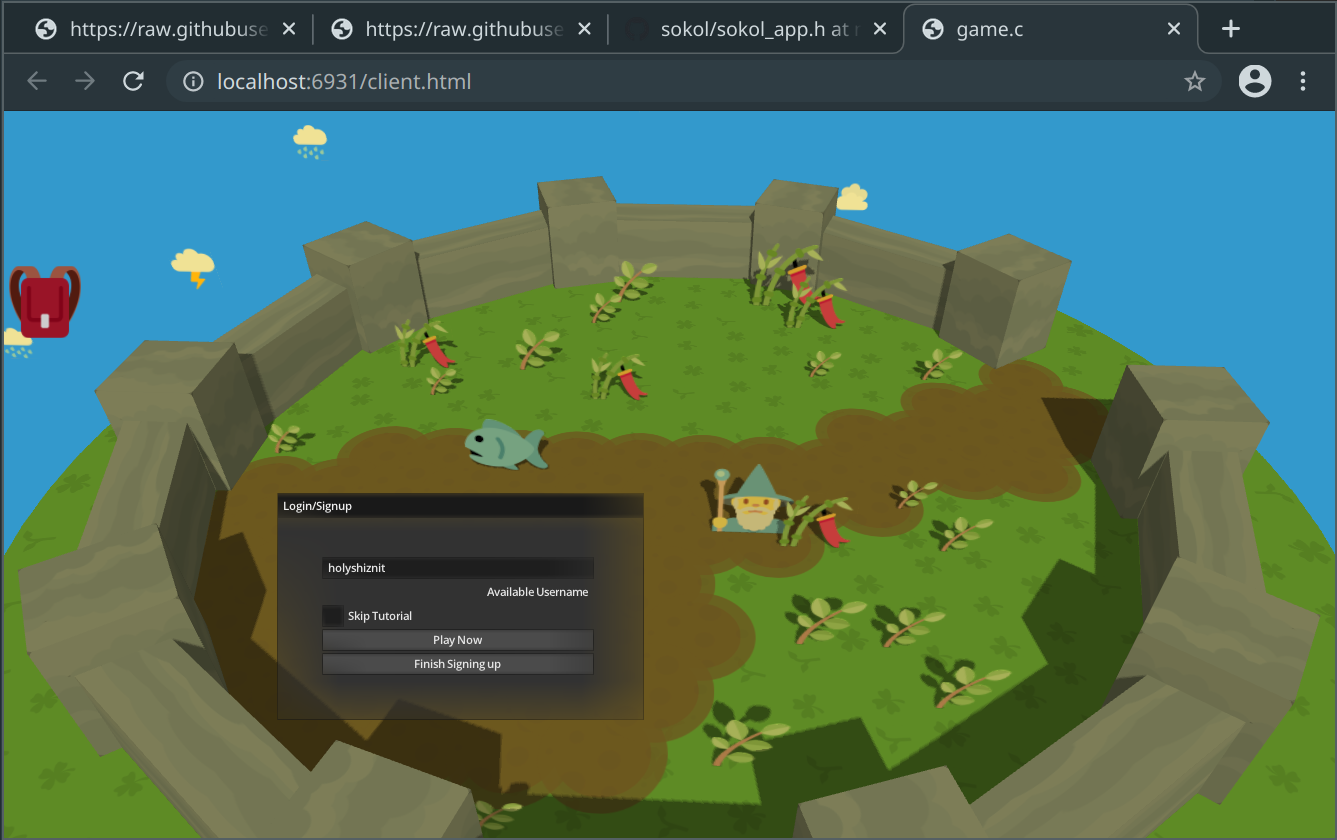 https://raw.githubuse
https://raw.githubuse
sokol/sokol_app.h at
game.c
localhost:6931/client.html
Login/Signup
holyshiznit
Available Username
Skip Tutorial
Play Now
Finish Signing up